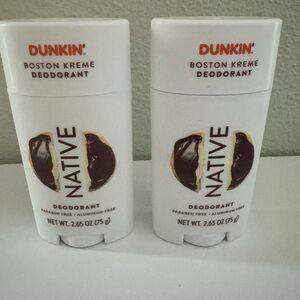 DUNKIN'
BOSTON KREME
DEODORANT
NATIVE
DEODORANT
PARABEN FREE • ALUMINUM FREE
NET WT. 2.65 OZ (75 g)
DUNKIN'
BOSTON KREME
DEODORANT
NATIVE
DEODORANT
PARABEN FREE • ALUMINUM FREE
NET WT. 2.65 OZ (75 g)